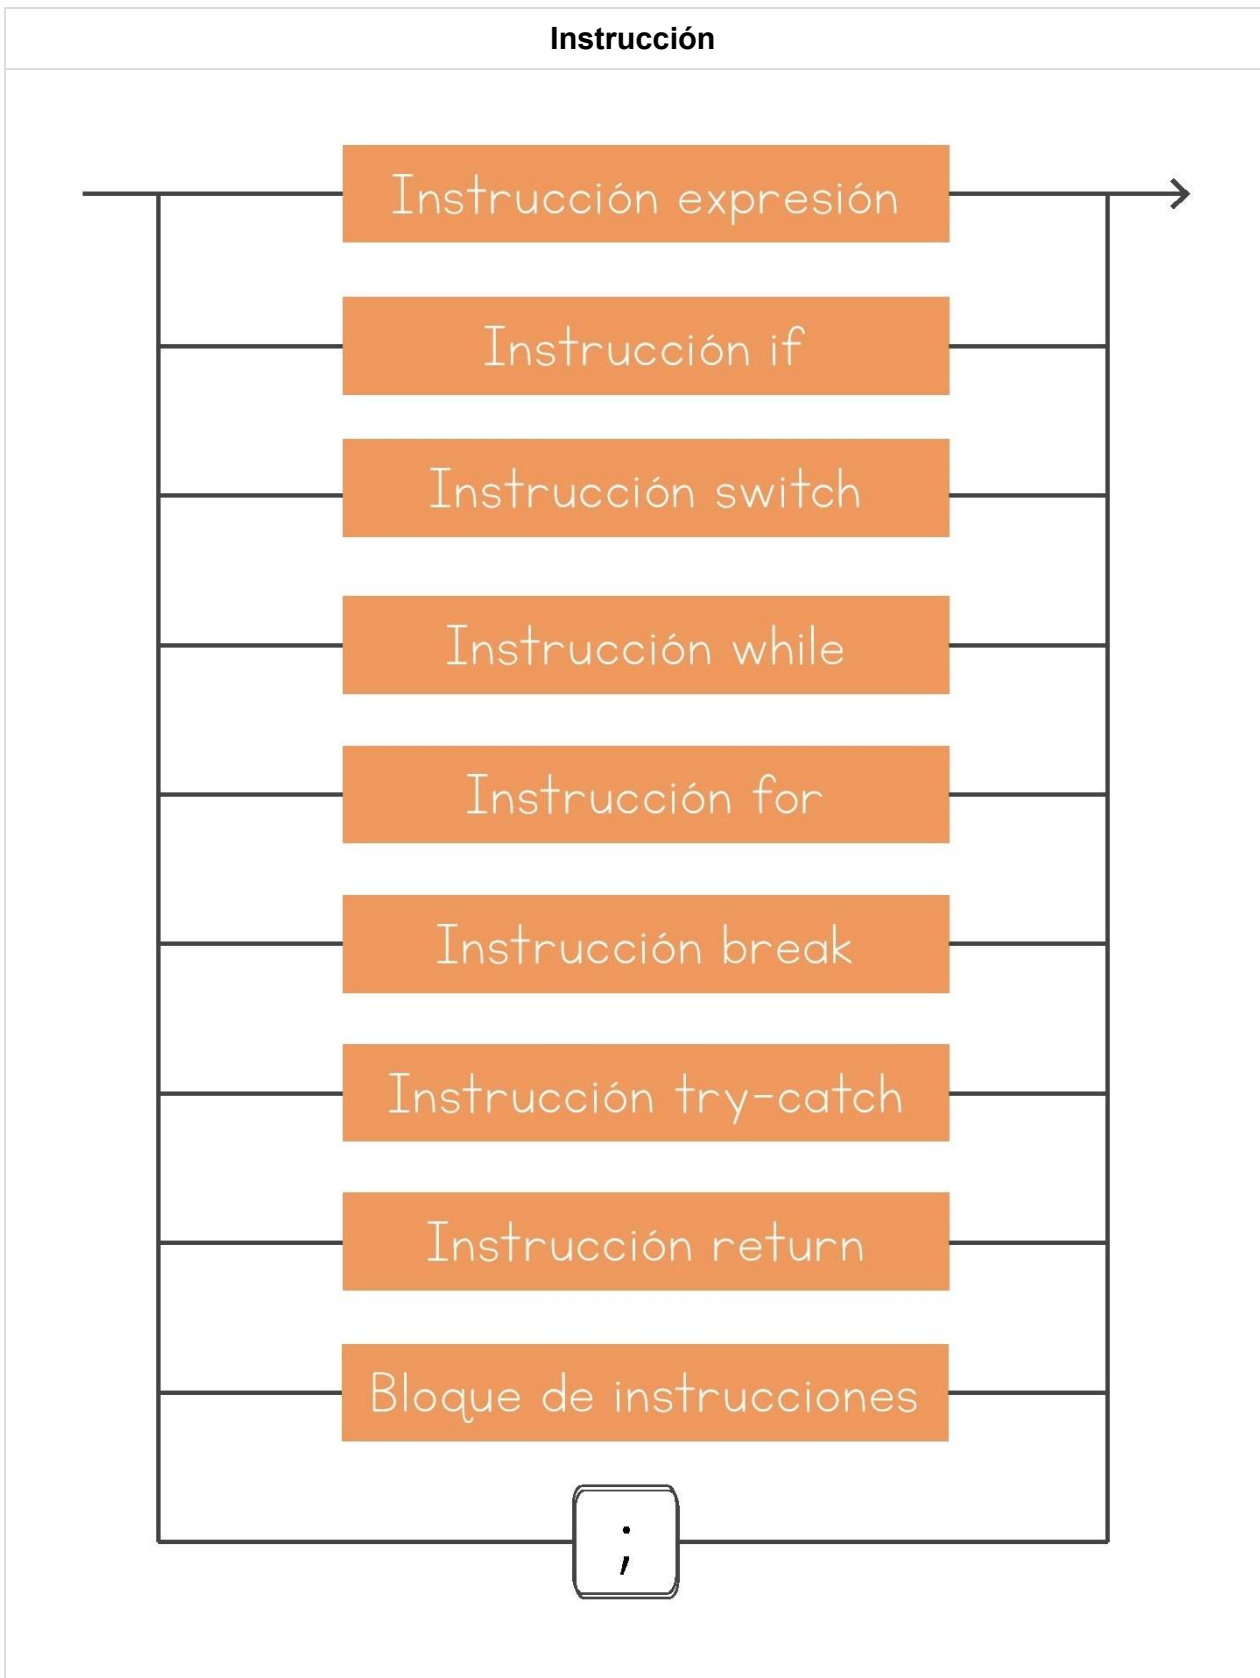 Instrucción
Instrucción expresión
Instrucción if
Instrucción switch
Instrucción while
Instrucción for
Instrucción break
Instrucción try-catch
Instrucción return
Bloque de instrucciones
;